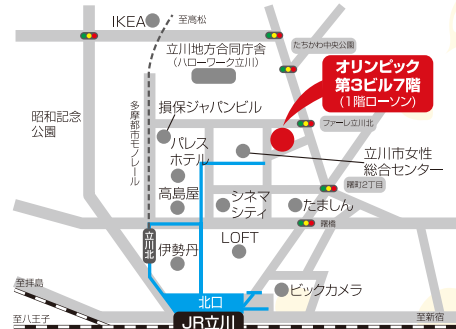 IKEA
至高松
立川地方合同庁舎
(ハローワーク立川)
たちかわ中央公園
オリンピック
第3ビル7階
(1階ローソン)
昭和記念
公園
多摩都市モノレール
損保ジャパンビル
ファーレ立川北
パレス
ホテル
立川市女性
総合センター
高島屋
シネマ
シティ
曙町2丁目
たましん
曙橋
立川北
伊勢丹
LOFT
至拝島
ビックカメラ
北口
至八王子
JR立川
至新宿